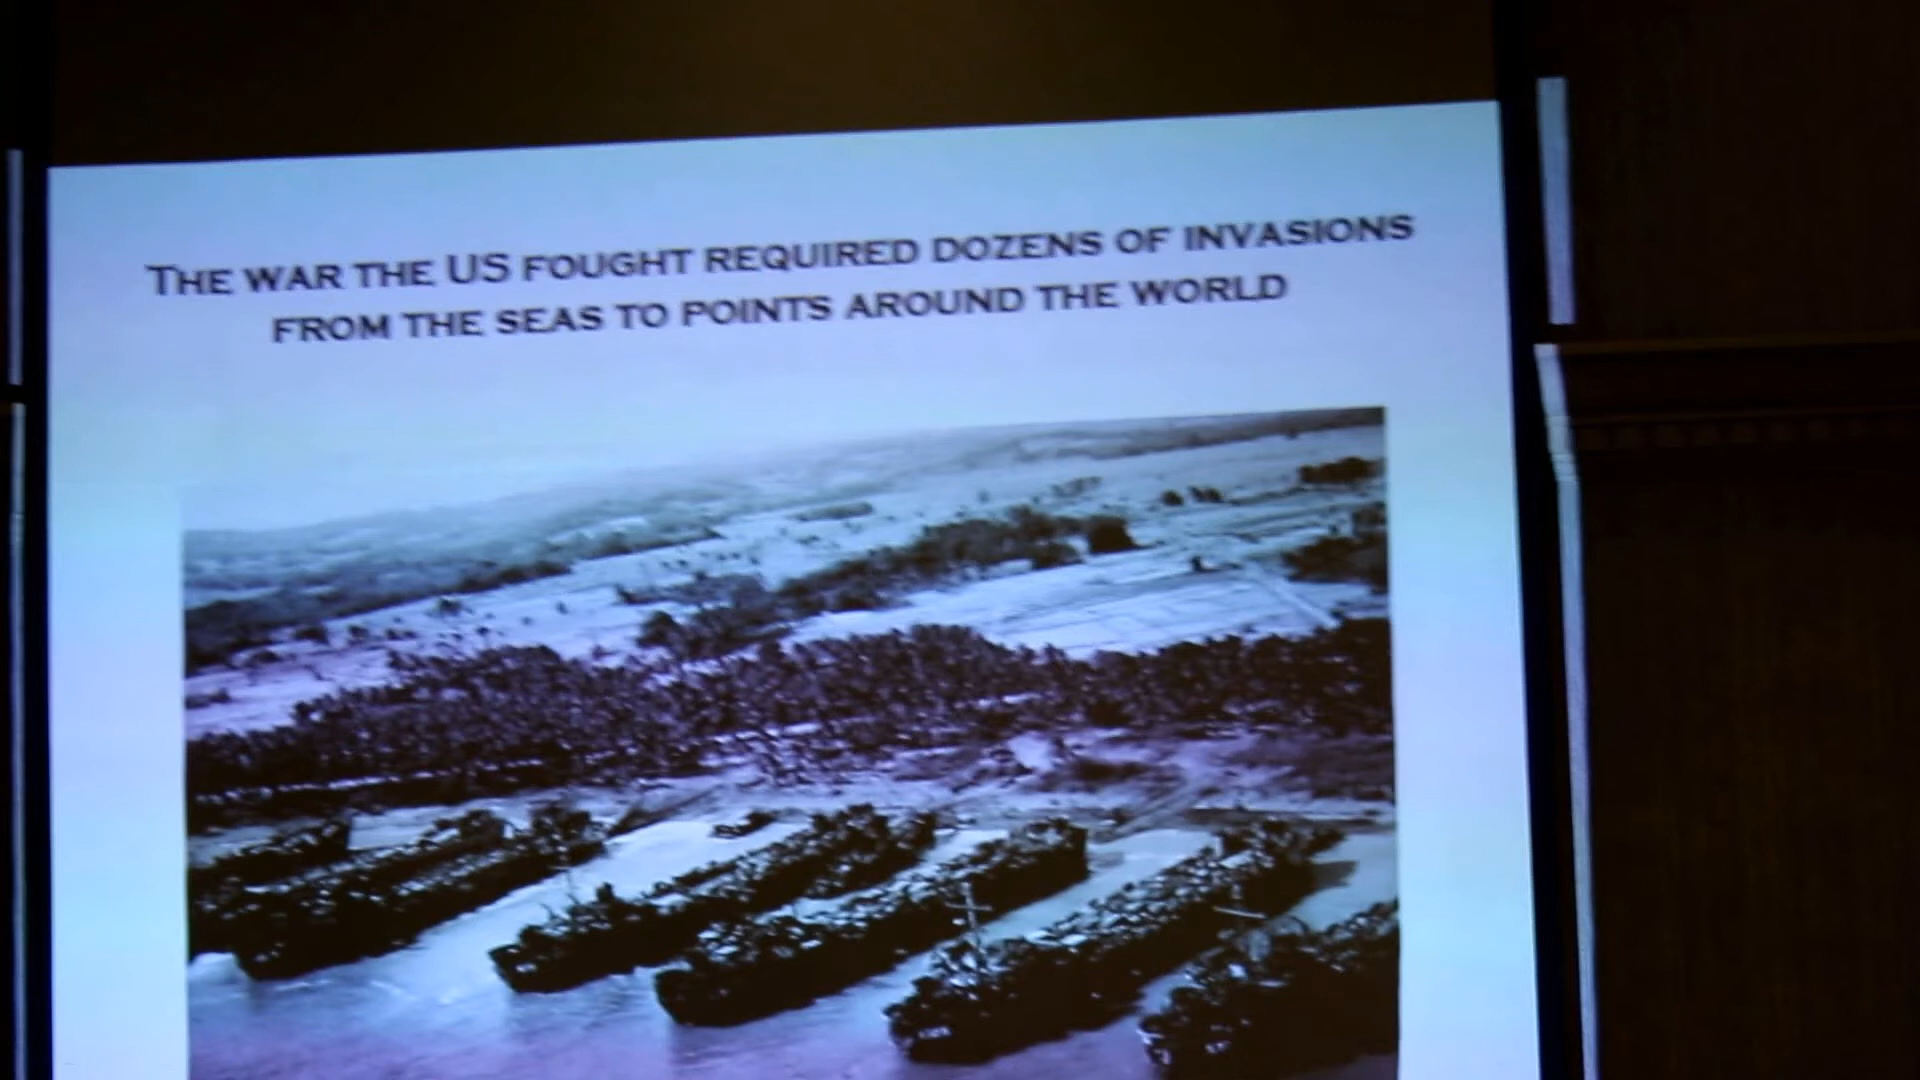 The war the US fought required dozens of invasions
from the seas to points around the world